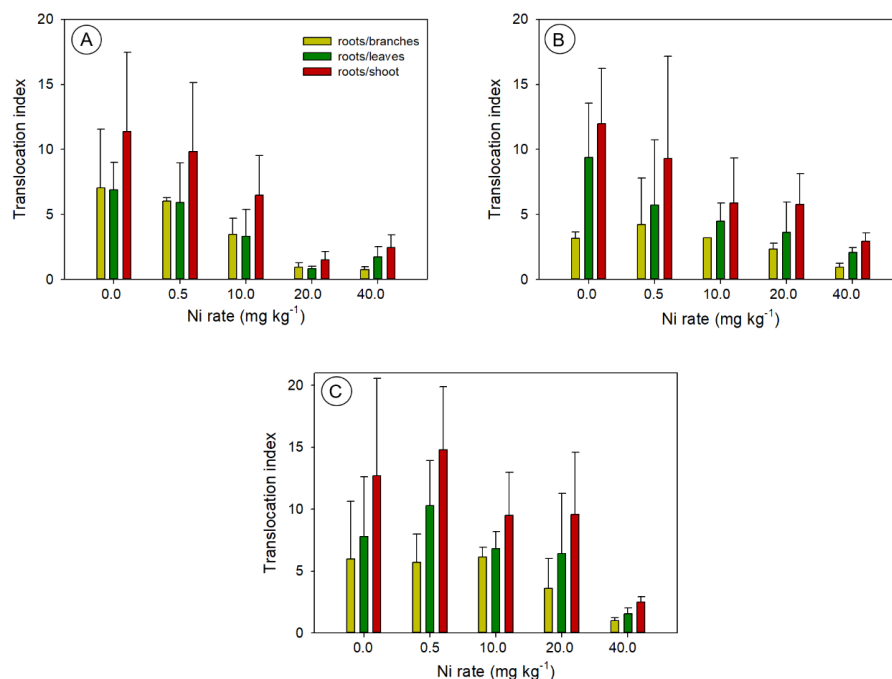 A
roots/branches
roots/leaves
roots/shoot
Translocation index
20
15
10
5
0
0.0 0.5 10.0 20.0 40.0
Ni rate (mg kg⁻¹)
B
Translocation index
20
15
10
5
0
0.0 0.5 10.0 20.0 40.0
Ni rate (mg kg⁻¹)
C
Translocation index
20
15
10
5
0
0.0 0.5 10.0 20.0 40.0
Ni rate (mg kg⁻¹)